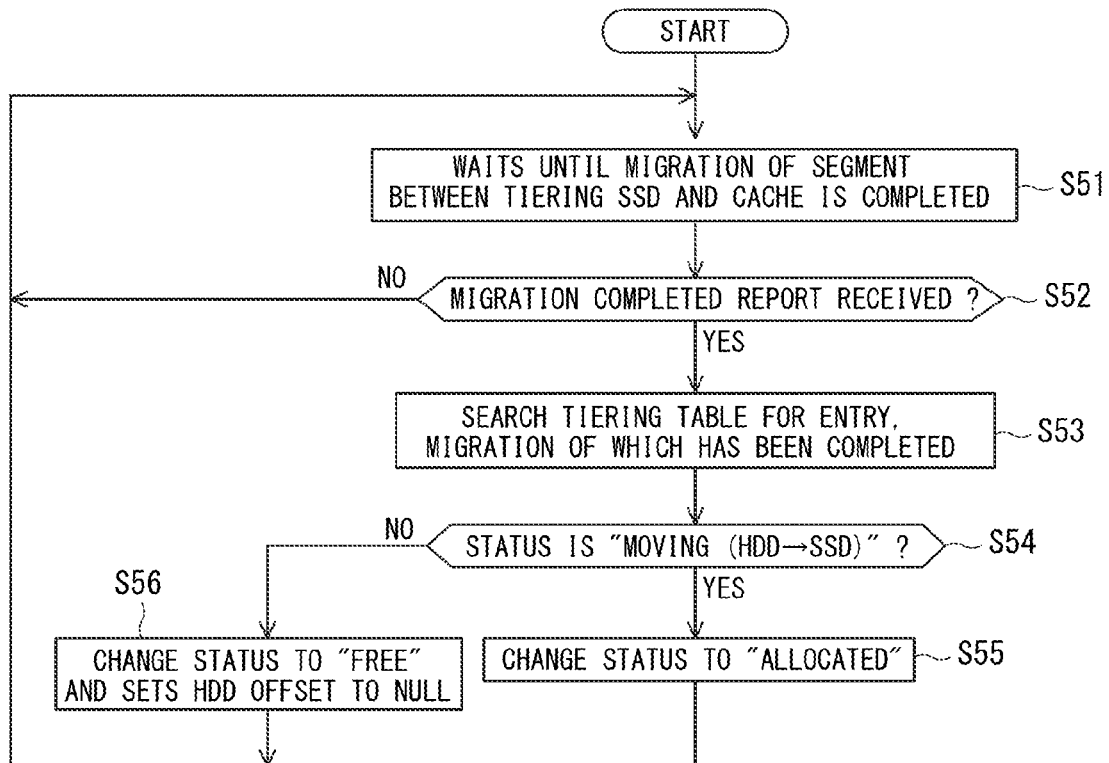 START
WAITS UNTIL MIGRATION OF SEGMENT
BETWEEN TIERING SSD AND CACHE IS COMPLETED
S51
NO
MIGRATION COMPLETED REPORT RECEIVED ?
S52
YES
SEARCH TIERING TABLE FOR ENTRY,
MIGRATION OF WHICH HAS BEEN COMPLETED
S53
NO
STATUS IS "MOVING (HDD→SSD)" ?
S54
YES
S56
CHANGE STATUS TO "FREE"
AND SETS HDD OFFSET TO NULL
CHANGE STATUS TO "ALLOCATED"
S55